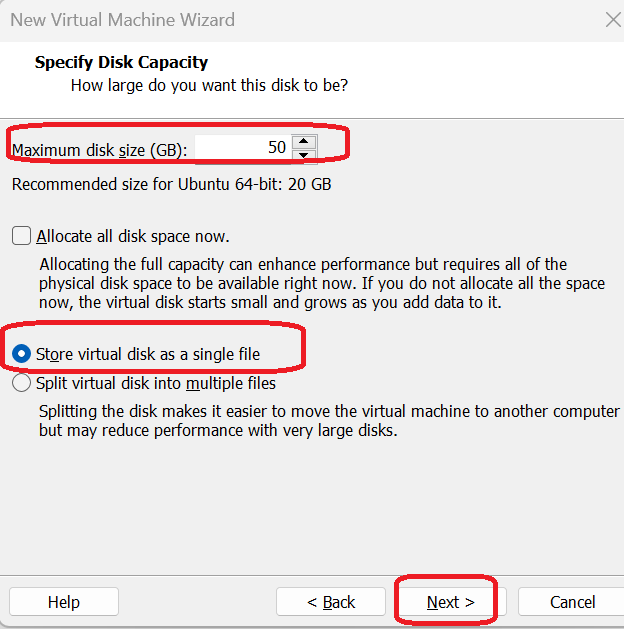 New Virtual Machine Wizard
Specify Disk Capacity
How large do you want this disk to be?
Maximum disk size (GB): 50
Recommended size for Ubuntu 64-bit: 20 GB
Allocate all disk space now.
Allocating the full capacity can enhance performance but requires all of the
physical disk space to be available right now. If you do not allocate all the space
now, the virtual disk starts small and grows as you add data to it.
Store virtual disk as a single file
Split virtual disk into multiple files
Splitting the disk makes it easier to move the virtual machine to another computer
but may reduce performance with very large disks.
Help < Back Next > Cancel